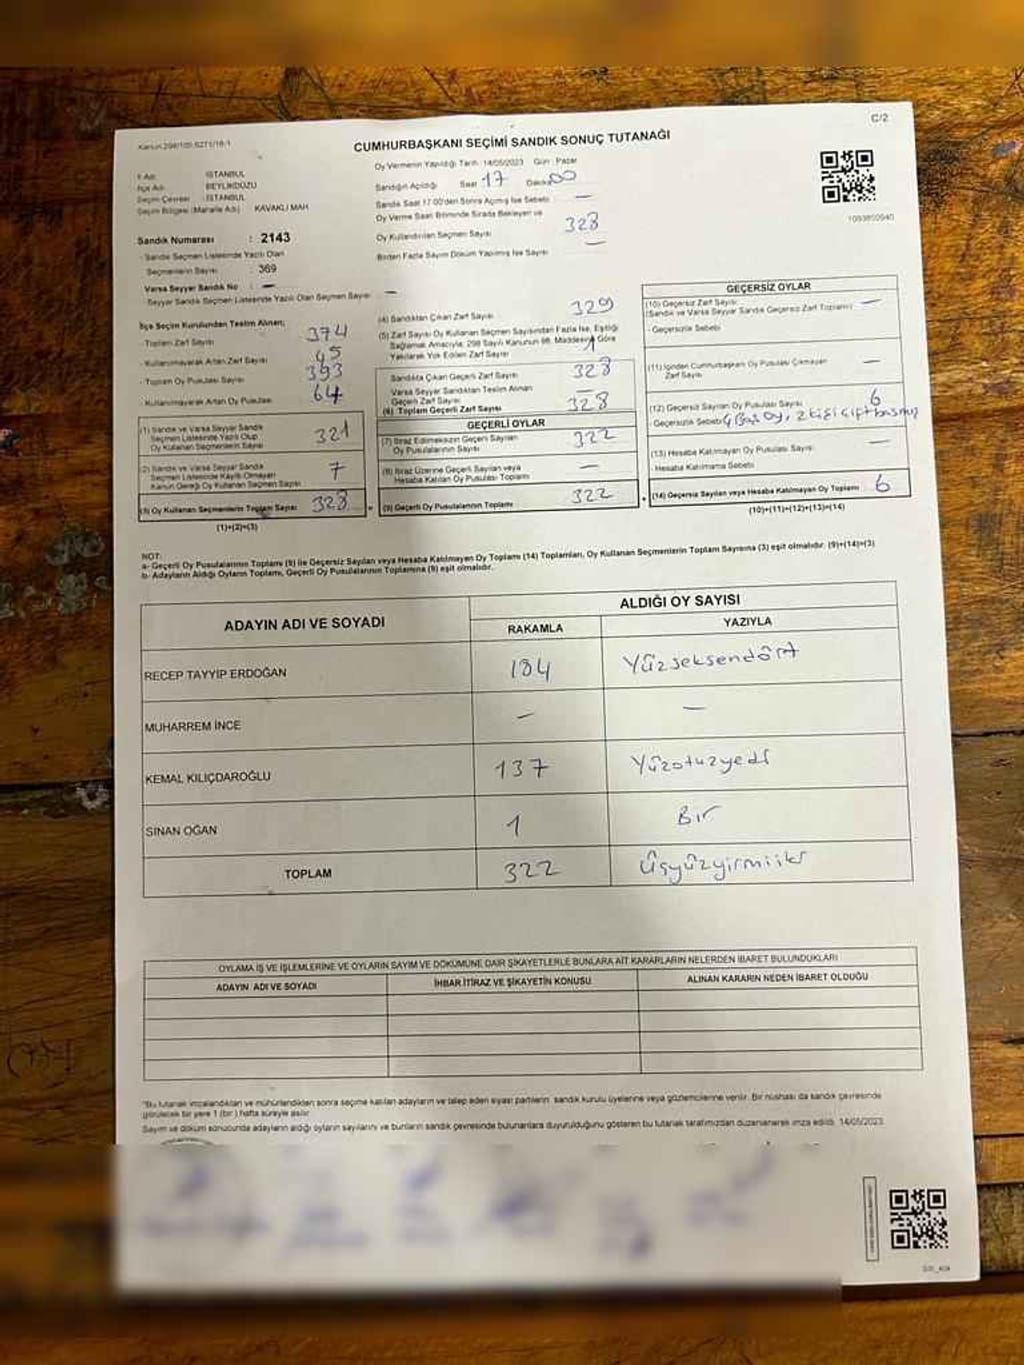 C/2
Kanun 298/105,6271/16/1
CUMHURBAŞKANI SEÇİMİ SANDIK SONUÇ TUTANAĞI
İl Adı : İSTANBUL
İlçe Adı : BEYLİKDÜZÜ
Seçim Çevresi : İSTANBUL
Seçim Bölgesi (Mahalle Adı) KAVAKLI MAH.
Oy Vermenin Yapıldığı Tarih : 14/05/2023 Gün : Pazar
Sandığın Açıldığı Saat 17 Dakika 00
Sandık Saat 17.00'den Sonra Açılmış İse Sebebi —
Oy Verme Saati Bitiminde Sırada Bekleyen ve
Oy Kullandırılan Seçmen Sayısı 328
Birden Fazla Sayım Döküm Yapılmış İse Sayısı —
1093850940
Sandık Numarası : 2143
- Sandık Seçmen Listesinde Yazılı Olan
Seçmenlerin Sayısı : 369
Varsa Seyyar Sandık No : —
- Seyyar Sandık Seçmen Listesinde Yazılı Olan Seçmen Sayısı —
İlçe Seçim Kurulundan Teslim Alınan;
- Toplam Zarf Sayısı 374
- Kullanılmayarak Artan Zarf Sayısı 45
- Toplam Oy Pusulası Sayısı 393
- Kullanılmayarak Artan Oy Pusulası 64
(1) Sandık ve Varsa Seyyar Sandık
Seçmen Listesinde Yazılı Olup
Oy Kullanan Seçmenlerin Sayısı 321
(2) Sandık ve Varsa Seyyar Sandık
Seçmen Listesinde Kayıtlı Olmayan
Kanun Gereği Oy Kullanan Seçmen Sayısı 7
(3) Oy Kullanan Seçmenlerin Toplam Sayısı 328
(1)+(2)=(3)
(4) Sandıktan Çıkan Zarf Sayısı 329
(5) Zarf Sayısı Oy Kullanan Seçmen Sayısından Fazla İse, Eşitliği
Sağlamak Amacıyla; 298 Sayılı Kanunun 98. Maddesine Göre
Yakılarak Yok Edilen Zarf Sayısı 1
Sandıkta Çıkan Geçerli Zarf Sayısı 328
Varsa Seyyar Sandıktan Teslim Alınan
Geçerli Zarf Sayısı —
(6) Toplam Geçerli Zarf Sayısı 328
GEÇERLİ OYLAR
(7) İtiraz Edilmeksizin Geçerli Sayılan
Oy Pusulalarının Sayısı 322
(8) İtiraz Üzerine Geçerli Sayılan veya
Hesaba Katılan Oy Pusulası Toplamı —
(9) Geçerli Oy Pusulalarının Toplamı 322
GEÇERSİZ OYLAR
(10) Geçersiz Zarf Sayısı —
(Sandık ve Varsa Seyyar Sandık Geçersiz Zarf Toplamı)
- Geçersizlik Sebebi
(11) İçinden Cumhurbaşkanı Oy Pusulası Çıkmayan
Zarf Sayısı —
(12) Geçersiz Sayılan Oy Pusulası Sayısı 6
- Geçersizlik Sebebi 4 Boş Oy, 2 kişi çift basmış
(13) Hesaba Katılmayan Oy Pusulası Sayısı —
- Hesaba Katılmama Sebebi
(14) Geçersiz Sayılan veya Hesaba Katılmayan Oy Toplamı 6
(10)+(11)+(12)+(13)=(14)
NOT:
a- Geçerli Oy Pusulalarının Toplamı (9) ile Geçersiz Sayılan veya Hesaba Katılmayan Oy Toplamı (14) Toplamları, Oy Kullanan Seçmenlerin Toplam Sayısına (3) eşit olmalıdır. (9)+(14)=(3)
b- Adayların Aldığı Oyların Toplamı, Geçerli Oy Pusulalarının Toplamına (9) eşit olmalıdır.
ADAYIN ADI VE SOYADI
ALDIĞI OY SAYISI
RAKAMLA YAZIYLA
RECEP TAYYİP ERDOĞAN 184 Yüzseksendört
MUHARREM İNCE — —
KEMAL KILIÇDAROĞLU 137 Yüzotuzyedi
SİNAN OĞAN 1 Bir
TOPLAM 322 üçyüzyirmiiki
OYLAMA İŞ VE İŞLEMLERİNE VE OYLARIN SAYIM VE DÖKÜMÜNE DAİR ŞİKAYETLERLE BUNLARA AİT KARARLARIN NELERDEN İBARET BULUNDUKLARI
ADAYIN ADI VE SOYADI İHBAR İTİRAZ VE ŞİKAYETİN KONUSU ALINAN KARARIN NEDEN İBARET OLDUĞU
"Bu tutanak imzalandıktan ve mühürlendikten sonra seçime katılan adayların ve talep eden siyasi partilerin sandık kurulu üyelerine veya gözlemcilerine verilir. Bir nüshası da sandık çevresinde
görülecek bir yere 1 (bir) hafta süreyle asılır
Sayım ve döküm sonucunda adayların aldığı oyların sayılarını ve bunların sandık çevresinde bulunanlara duyurulduğunu gösteren bu tutanak tarafımızdan düzenlenerek imza edildi. 14/05/2023